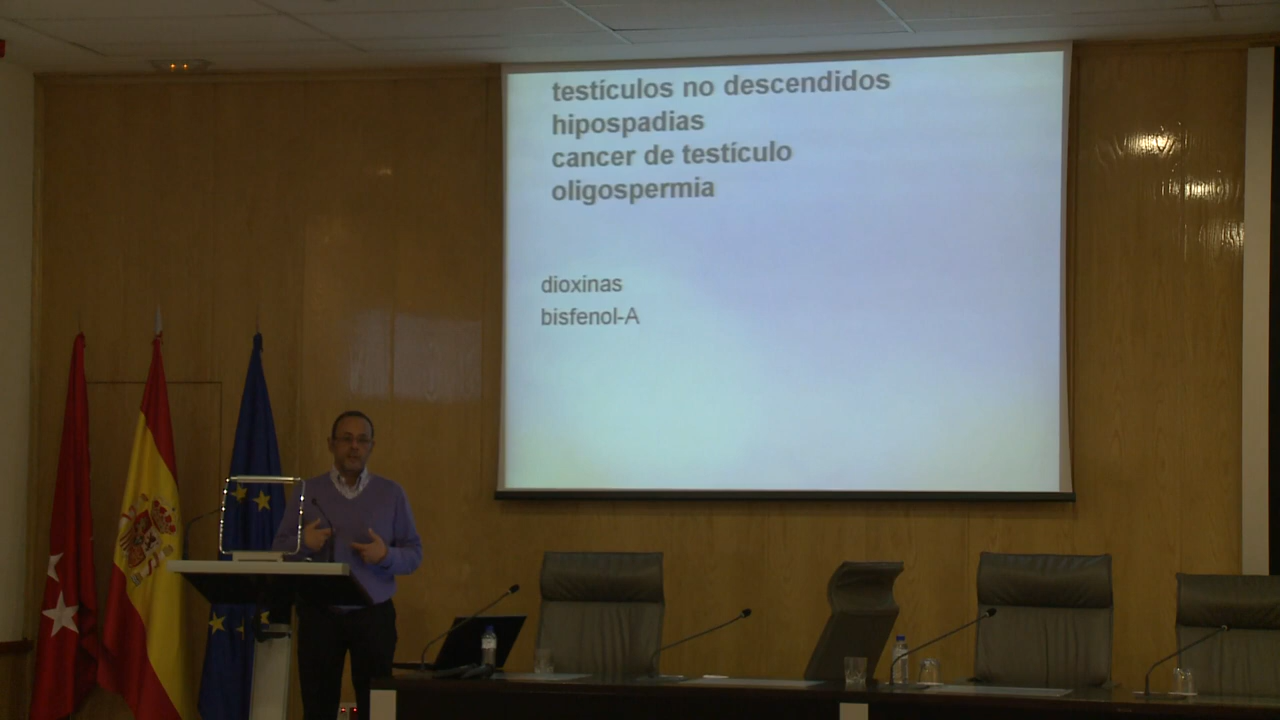 testículos no descendidos
hipospadias
cancer de testículo
oligospermia
dioxinas
bisfenol-A